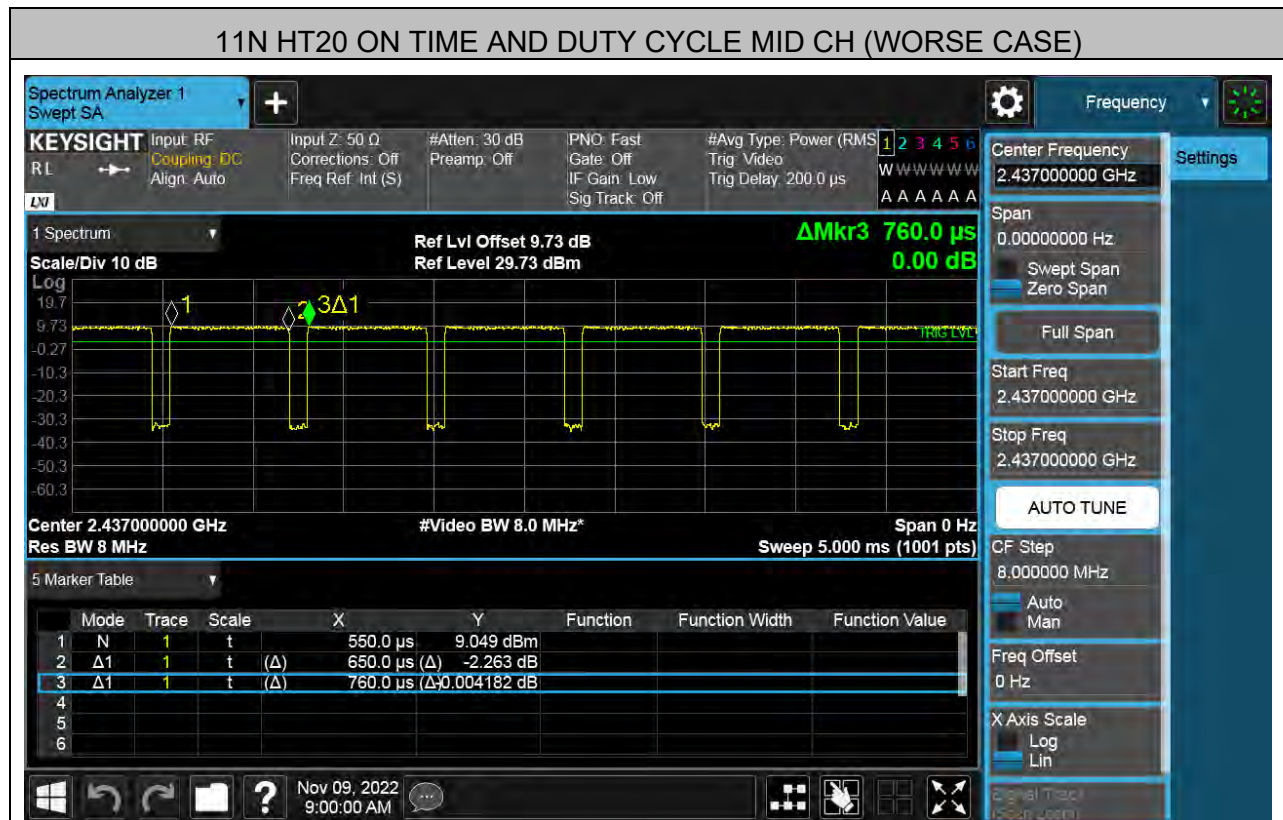 11N HT20 ON TIME AND DUTY CYCLE MID CH (WORSE CASE)
Spectrum Analyzer 1
Swept SA
+
Frequency
KEYSIGHT
RL
LXI
Input: RF
Coupling: DC
Align: Auto
Input Z: 50 Ω
Corrections: Off
Freq Ref: Int (S)
#Atten: 30 dB
Preamp: Off
PNO: Fast
Gate: Off
IF Gain: Low
Sig Track: Off
#Avg Type: Power (RMS
Trig: Video
Trig Delay: 200.0 µs
1 2 3 4 5 6
W W W W W W
A A A A A A
1 Spectrum
Scale/Div 10 dB
Ref Lvl Offset 9.73 dB
Ref Level 29.73 dBm
ΔMkr3 760.0 µs
0.00 dB
Log
19.7
9.73
-0.27
-10.3
-20.3
-30.3
-40.3
-50.3
-60.3
1
2
3Δ1
TRIG LVL
Center 2.437000000 GHz
#Video BW 8.0 MHz*
Span 0 Hz
Res BW 8 MHz
Sweep 5.000 ms (1001 pts)
5 Marker Table
Mode Trace Scale X Y Function Function Width Function Value
1 N 1 t 550.0 µs 9.049 dBm
2 Δ1 1 t (Δ) 650.0 µs (Δ) -2.263 dB
3 Δ1 1 t (Δ) 760.0 µs (Δ)-0.004182 dB
4
5
6
Nov 09, 2022
9:00:00 AM
?
Center Frequency
2.437000000 GHz
Settings
Span
0.00000000 Hz
Swept Span
Zero Span
Full Span
Start Freq
2.437000000 GHz
Stop Freq
2.437000000 GHz
AUTO TUNE
CF Step
8.000000 MHz
Auto
Man
Freq Offset
0 Hz
X Axis Scale
Log
Lin
Signal Track
(Span Zoom)